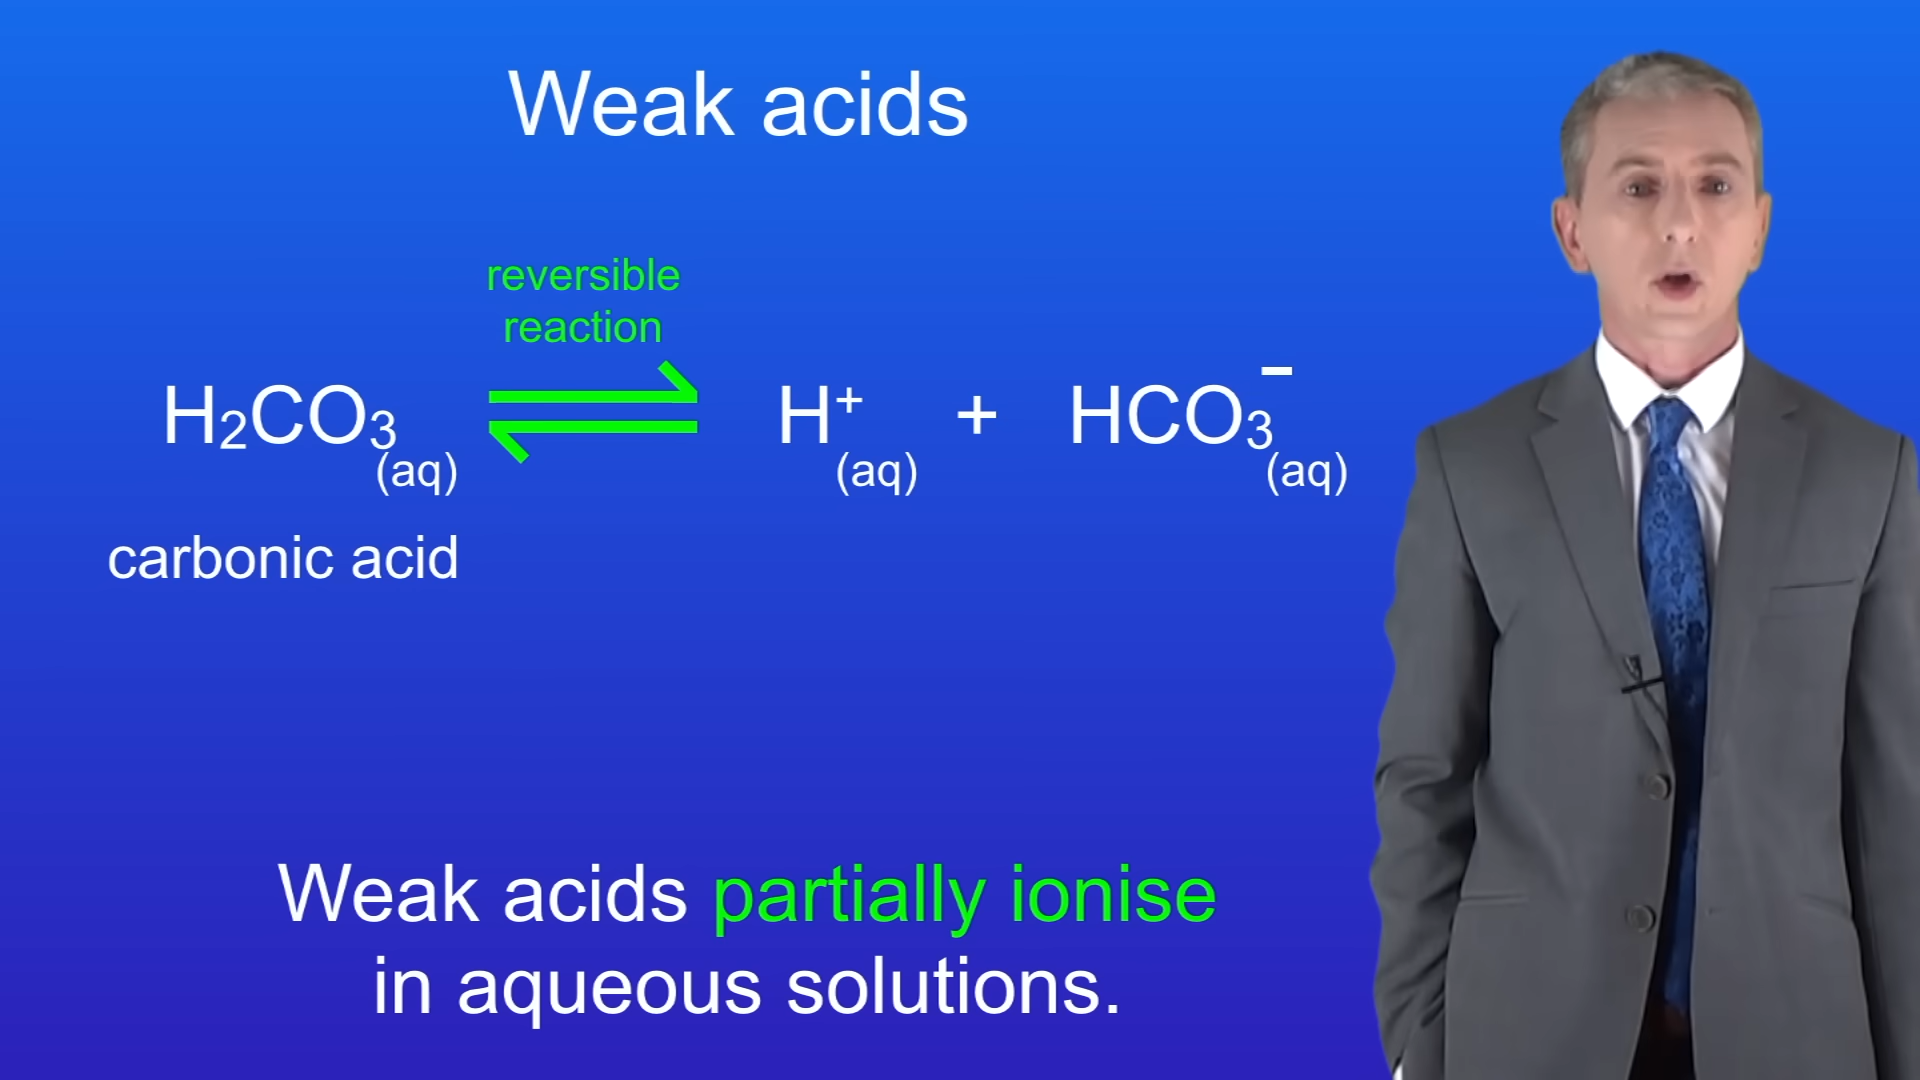 Weak acids
reversible
reaction
H₂CO₃(aq) ⇌ H⁺(aq) + HCO₃⁻(aq)
carbonic acid
Weak acids partially ionise
in aqueous solutions.